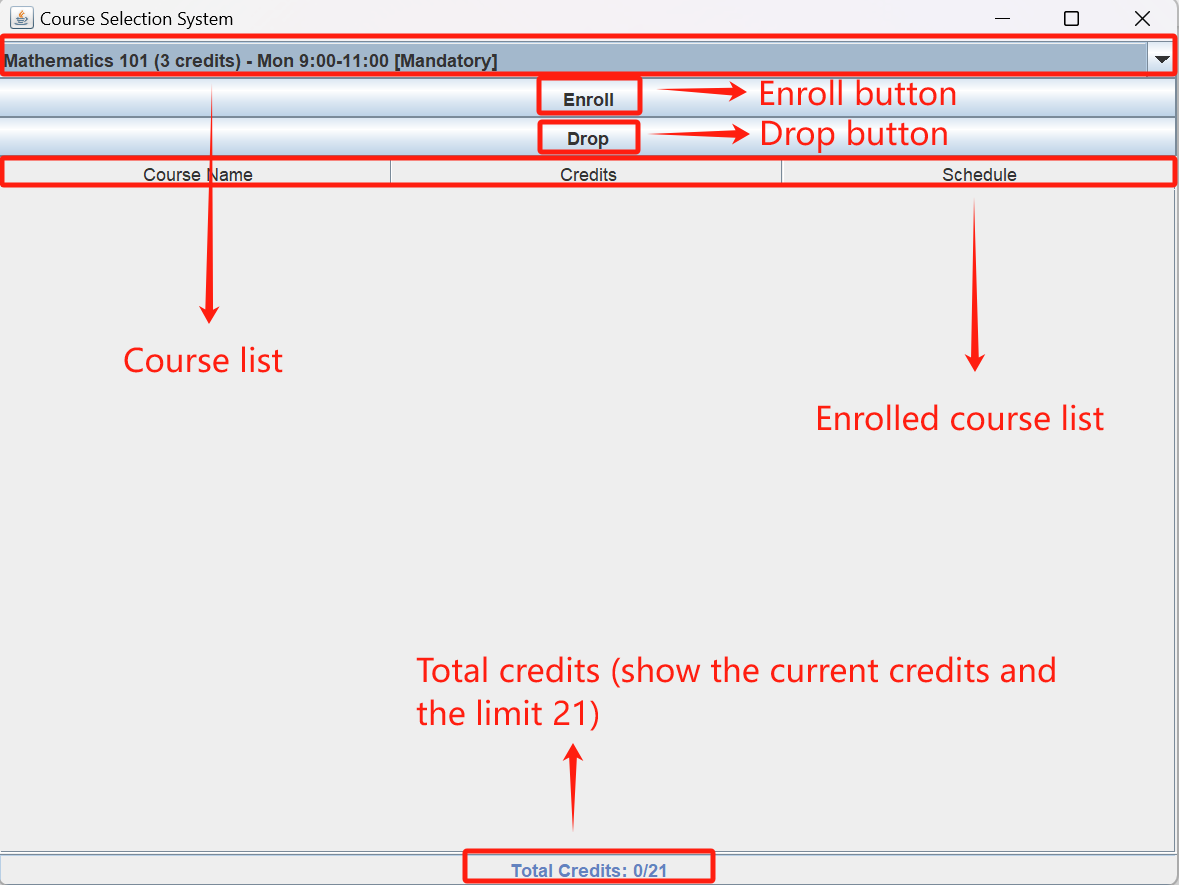 Course Selection System
Mathematics 101 (3 credits) - Mon 9:00-11:00 [Mandatory]
Enroll
Enroll button
Drop
Drop button
Course Name Credits Schedule
Course list
Enrolled course list
Total credits (show the current credits and
the limit 21)
Total Credits: 0/21